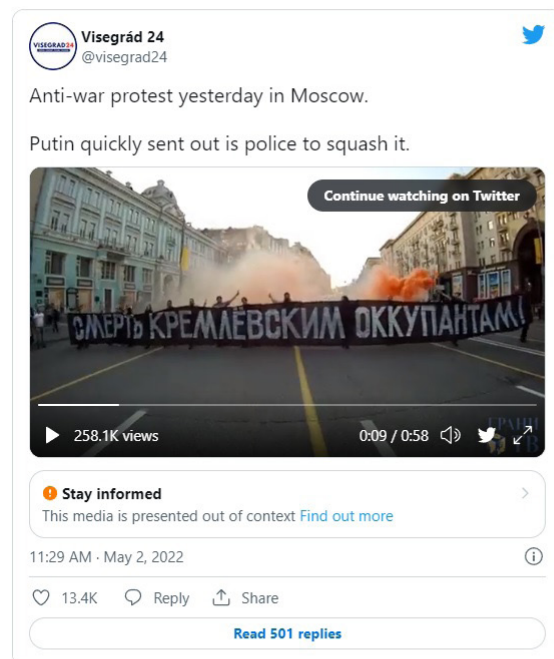 VISEGRAD24
Visegrád 24
@visegrad24
Anti-war protest yesterday in Moscow.
Putin quickly sent out is police to squash it.
Continue watching on Twitter
СМЕРТЬ КРЕМЛЁВСКИМ ОККУПАНТАМ!
ГРАНИ
ТВ
258.1K views
0:09 / 0:58
Stay informed
This media is presented out of context Find out more
11:29 AM · May 2, 2022
13.4K
Reply
Share
Read 501 replies